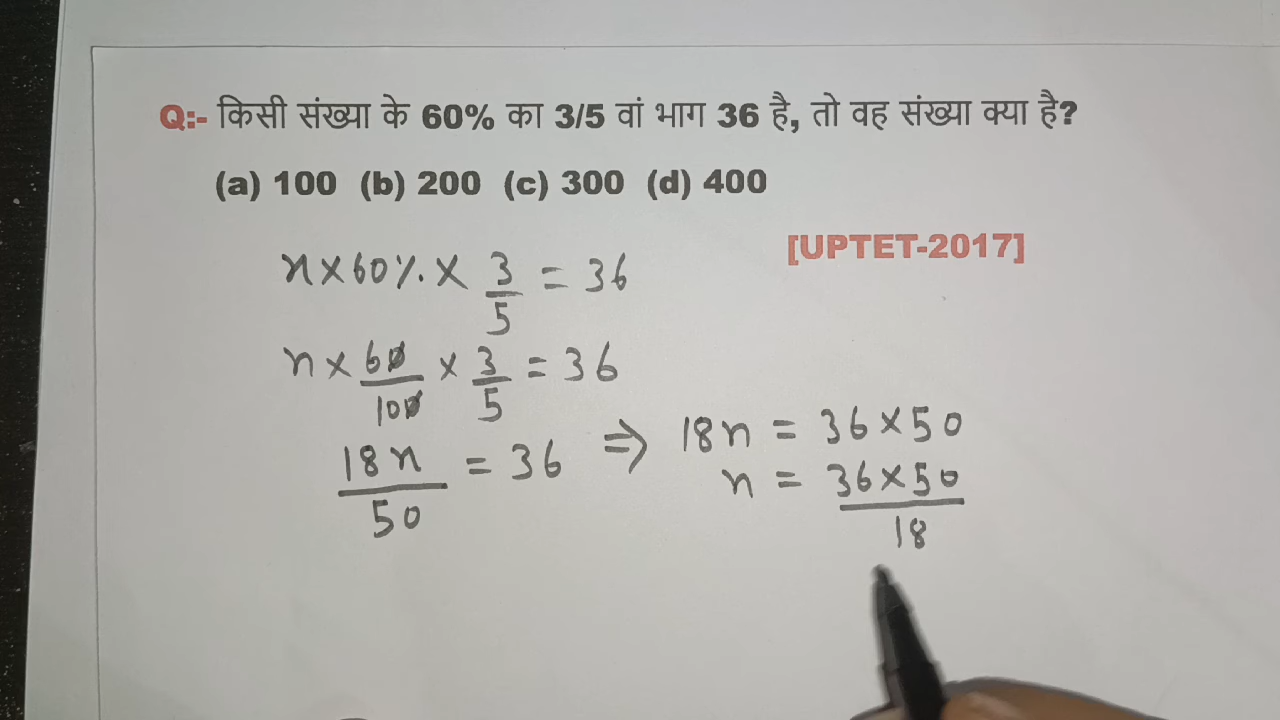 Q:- किसी संख्या के 60% का 3/5 वां भाग 36 है, तो वह संख्या क्या है?
(a) 100 (b) 200 (c) 300 (d) 400
[UPTET-2017]
n × 60% × 3/5 = 36
n × 60/100 × 3/5 = 36
18n/50 = 36 ⇒ 18n = 36 × 50
n = 36 × 50/18